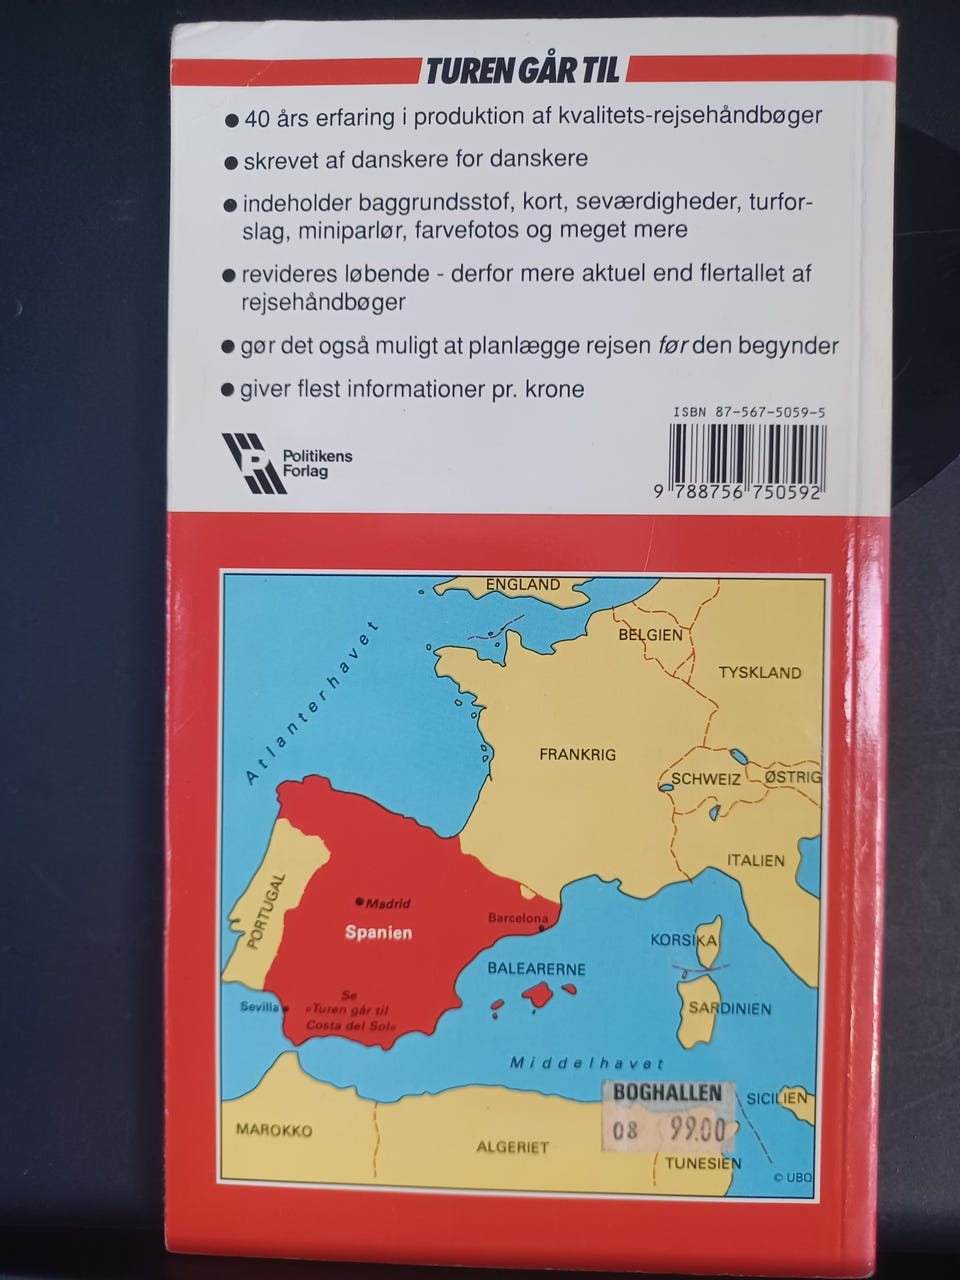 TUREN GÅR TIL
● 40 års erfaring i produktion af kvalitets-rejsehåndbøger
● skrevet af danskere for danskere
● indeholder baggrundsstof, kort, seværdigheder, turfor-
slag, miniparlør, farvefotos og meget mere
● revideres løbende - derfor mere aktuel end flertallet af
rejsehåndbøger
● gør det også muligt at planlægge rejsen før den begynder
● giver flest informationer pr. krone
ISBN 87-567-5059-5
P
Politikens
Forlag
9 788756 750592
ENGLAND
BELGIEN
TYSKLAND
Atlanterhavet
FRANKRIG
SCHWEIZ
ØSTRIG
ITALIEN
PORTUGAL
Madrid
Barcelona
Spanien
KORSIKA
BALEARERNE
Sevilla
Se
»Turen går til
Costa del Sol«
SARDINIEN
Middelhavet
BOGHALLEN
08 99.00
SICILIEN
MAROKKO
ALGERIET
TUNESIEN
© UBO